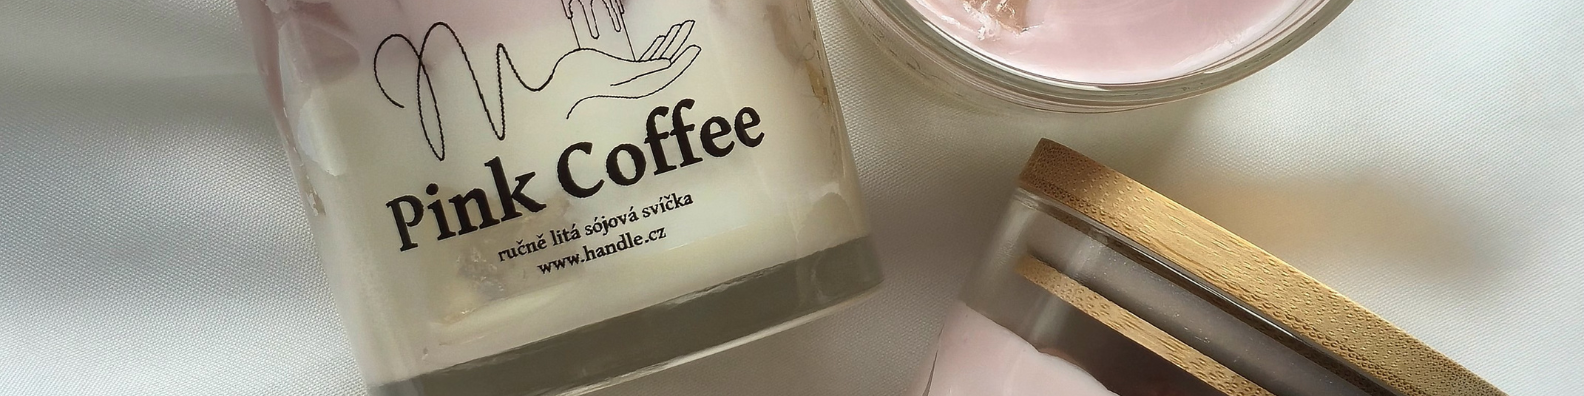 Pink Coffee
ručně litá sójová svíčka
www.handle.cz